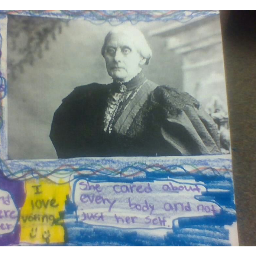 I
love
voting
She cared about
every body and not
just her self.